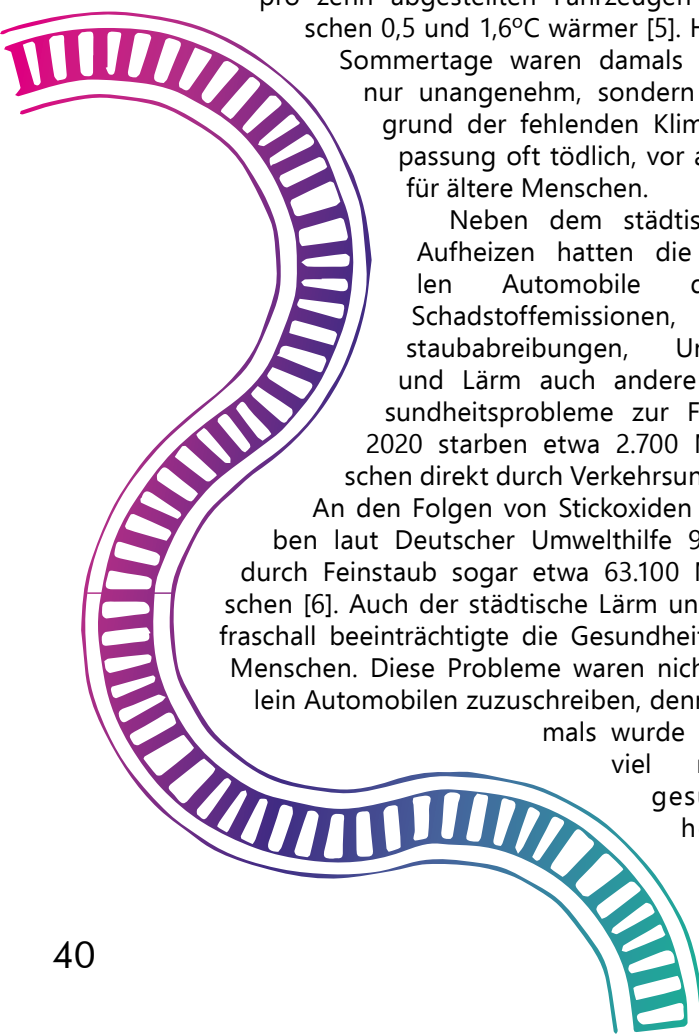 pro zehn abgestellten Fahrzeugen
schen 0,5 und 1,6°C wärmer [5]. H
Sommertage waren damals
nur unangenehm, sondern
grund der fehlenden Klim
passung oft tödlich, vor a
für ältere Menschen.
Neben dem städtis
Aufheizen hatten die
len Automobile d
Schadstoffemissionen,
staubabreibungen, Un
und Lärm auch andere
sundheitsprobleme zur F
2020 starben etwa 2.700 M
schen direkt durch Verkehrsun
An den Folgen von Stickoxiden
ben laut Deutscher Umwelthilfe 9
durch Feinstaub sogar etwa 63.100 M
schen [6]. Auch der städtische Lärm un
fraschall beeinträchtigte die Gesundheit
Menschen. Diese Probleme waren nich
lein Automobilen zuzuschreiben, denn
mals wurde
viel
gesu
h
40